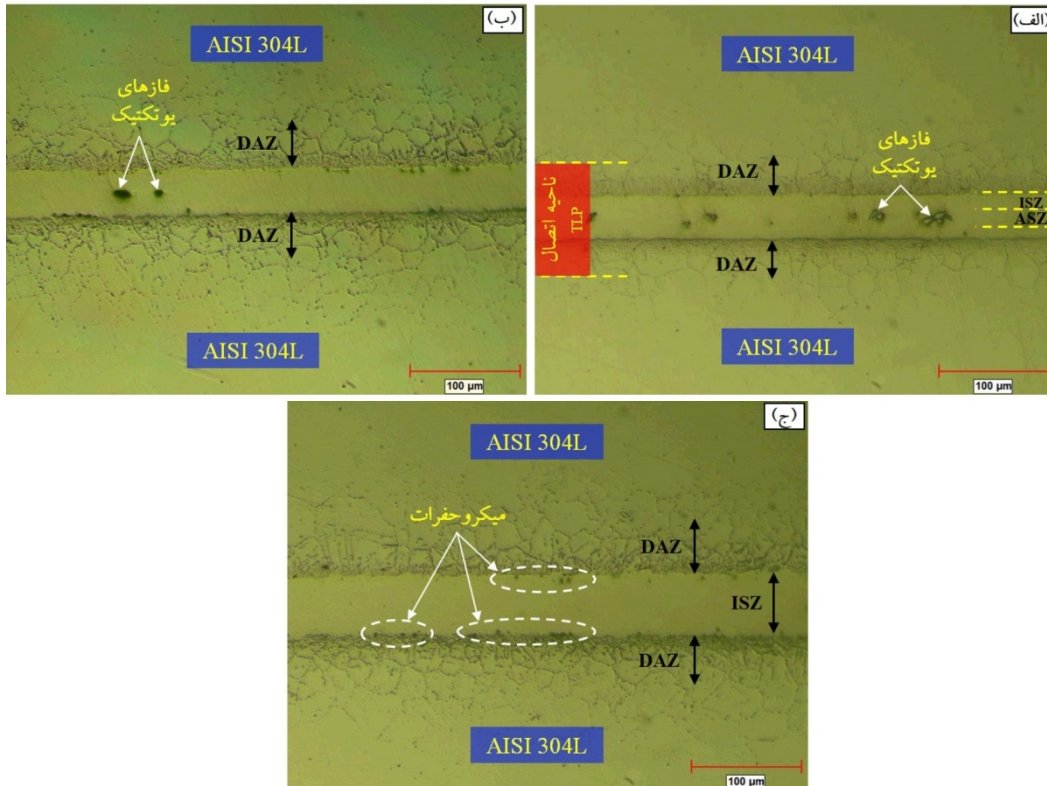 (ب)
AISI 304L
فازهای
یوتکتیک
DAZ
DAZ
AISI 304L
100 µm
(الف)
AISI 304L
فازهای
یوتکتیک
DAZ
ISZ
ASZ
ناحیه اتصال
TLP
DAZ
AISI 304L
100 µm
(ج)
AISI 304L
میکروحفرات
DAZ
ISZ
DAZ
AISI 304L
100 µm